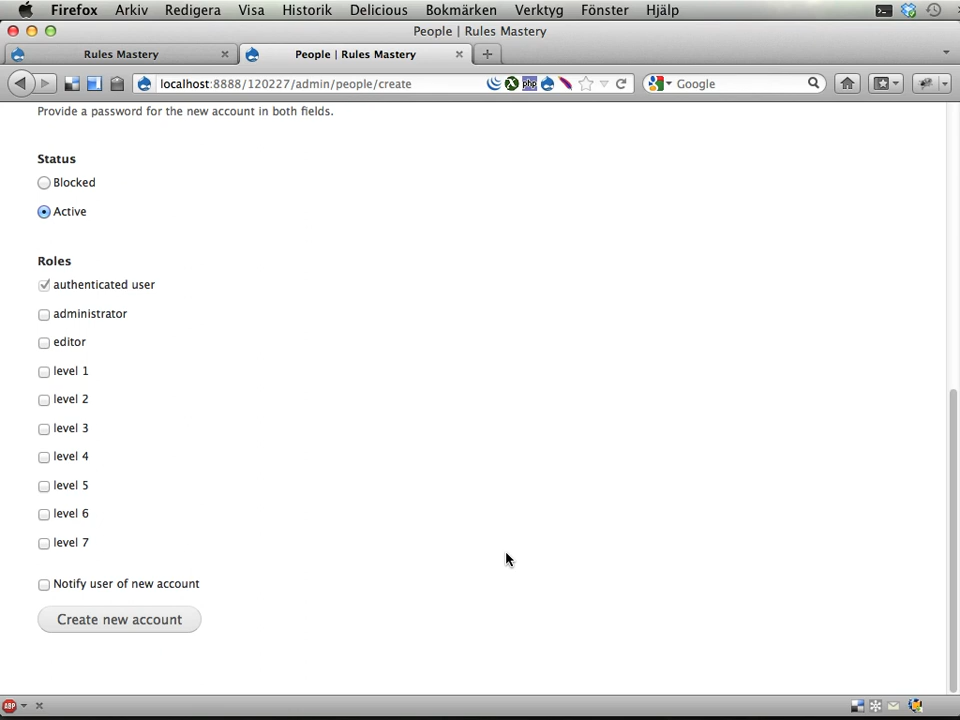 Firefox Arkiv Redigera Visa Historik Delicious Bokmärken Verktyg Fönster Hjälp
People | Rules Mastery
Rules Mastery People | Rules Mastery
localhost:8888/120227/admin/people/create php Google
Provide a password for the new account in both fields.
Status
Blocked
Active
Roles
authenticated user
administrator
editor
level 1
level 2
level 3
level 4
level 5
level 6
level 7
Notify user of new account
Create new account
ABP